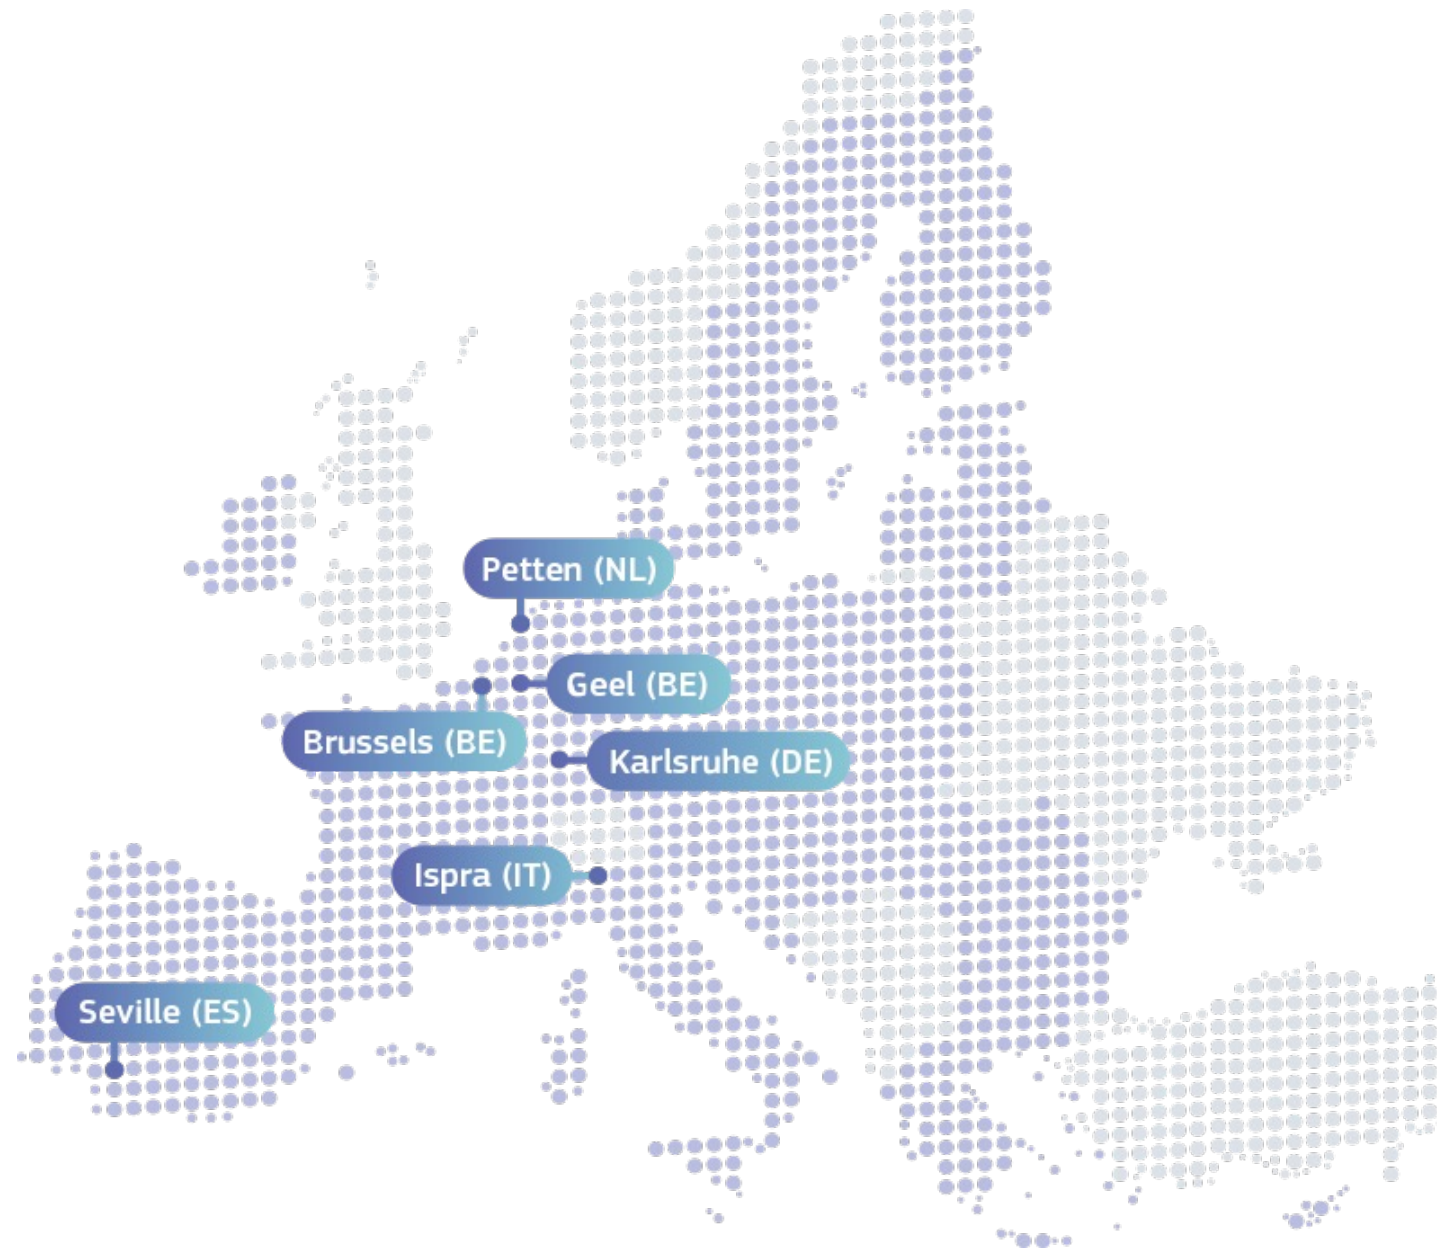 Petten (NL)
Geel (BE)
Brussels (BE)
Karlsruhe (DE)
Ispra (IT)
Seville (ES)